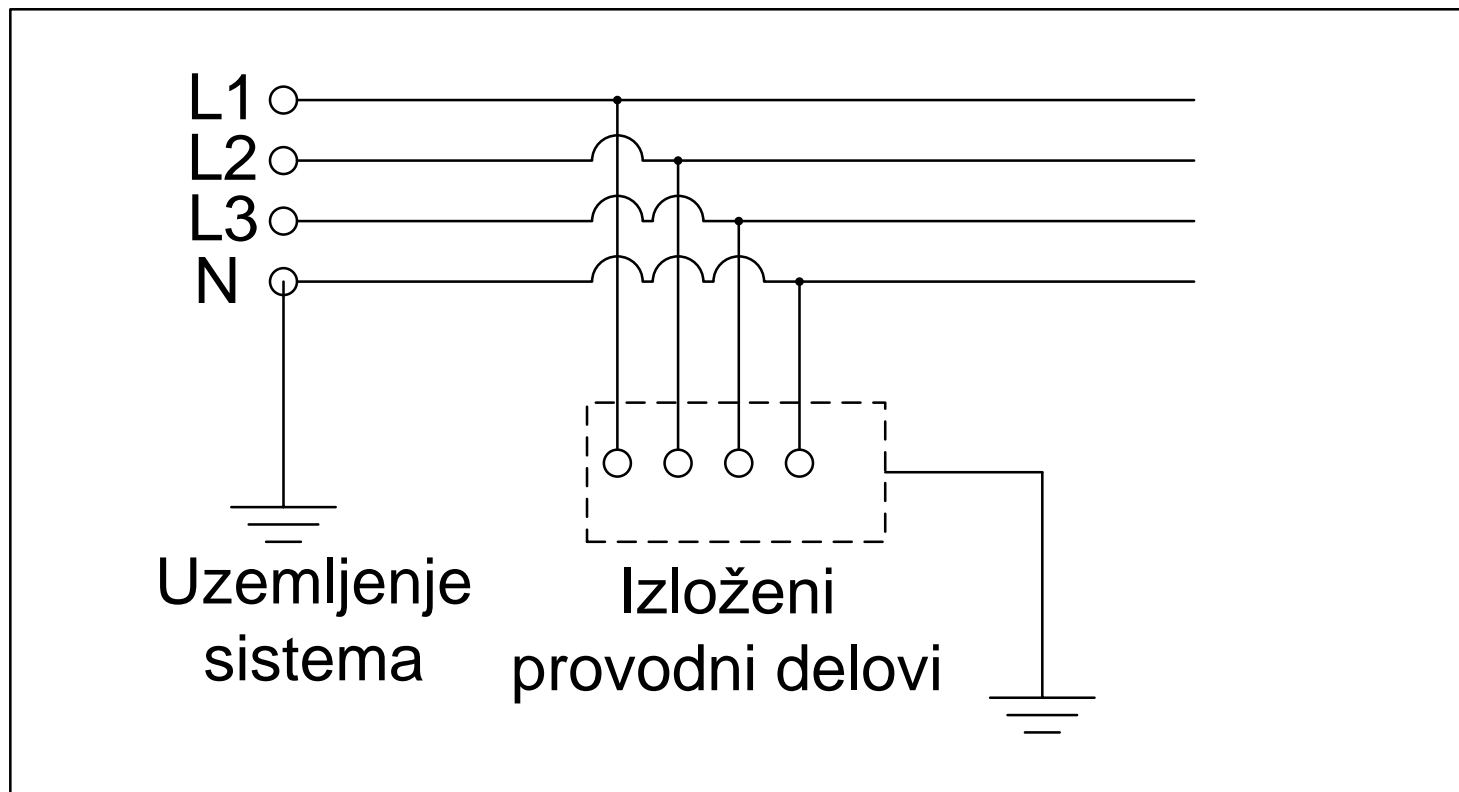 L1
L2
L3
N
Uzemljenje
sistema
Izloženi
provodni delovi